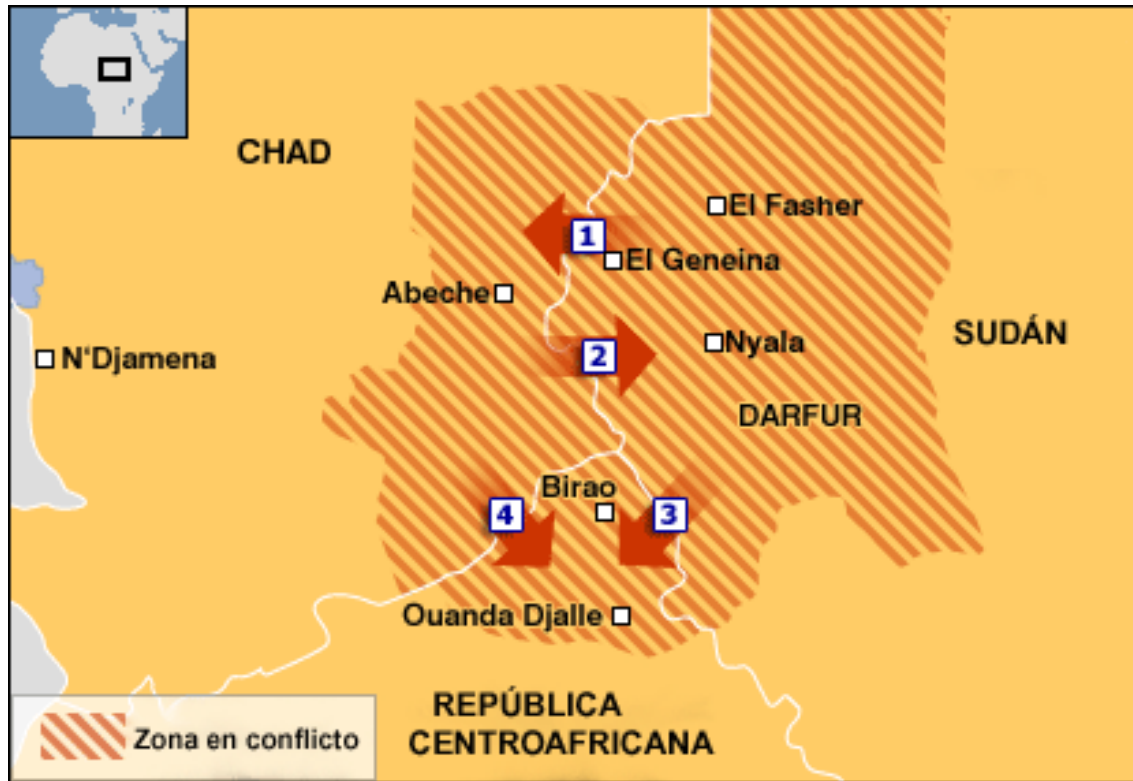 CHAD
El Fasher
1
El Geneina
Abeche
SUDÁN
N'Djamena
2
Nyala
DARFUR
Birao
4
3
Ouanda Djalle
REPÚBLICA
CENTROAFRICANA
Zona en conflicto